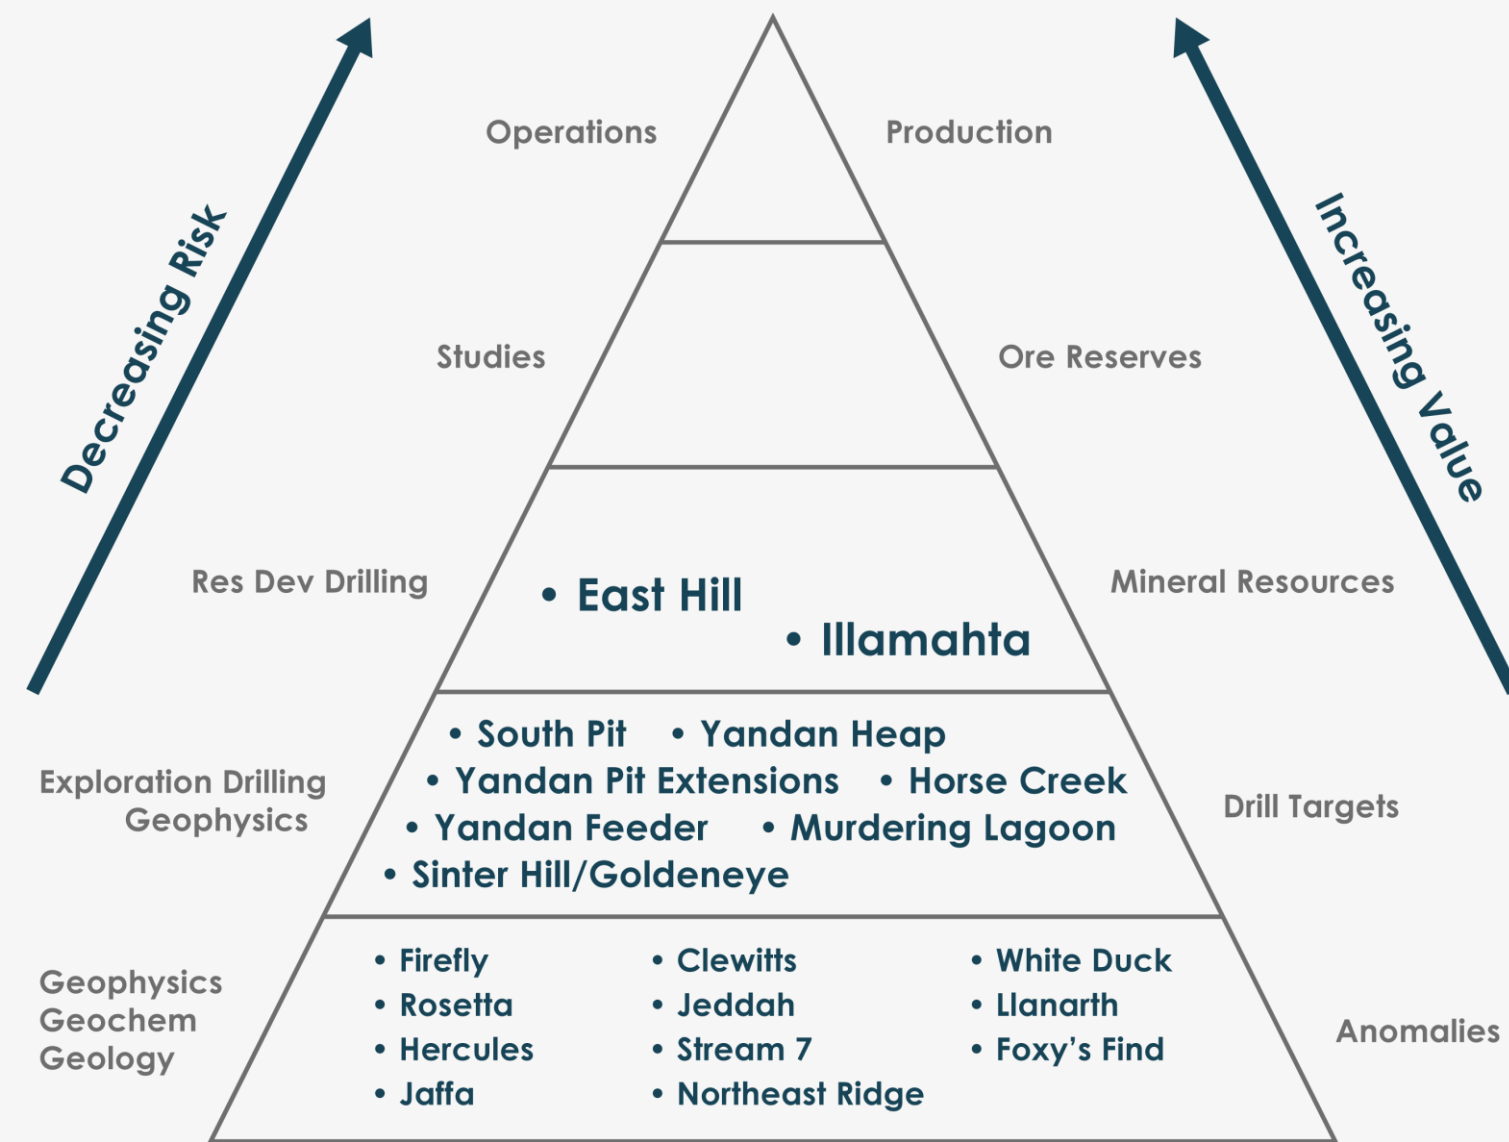 Operations
Production
Decreasing Risk
Increasing Value
Studies
Ore Reserves
Res Dev Drilling
• East Hill
• Illamahta
Mineral Resources
Exploration Drilling
Geophysics
• South Pit • Yandan Heap
• Yandan Pit Extensions • Horse Creek
• Yandan Feeder • Murdering Lagoon
• Sinter Hill/Goldeneye
Drill Targets
Geophysics
Geochem
Geology
• Firefly
• Rosetta
• Hercules
• Jaffa
• Clewitts
• Jeddah
• Stream 7
• Northeast Ridge
• White Duck
• Llanarth
• Foxy’s Find
Anomalies